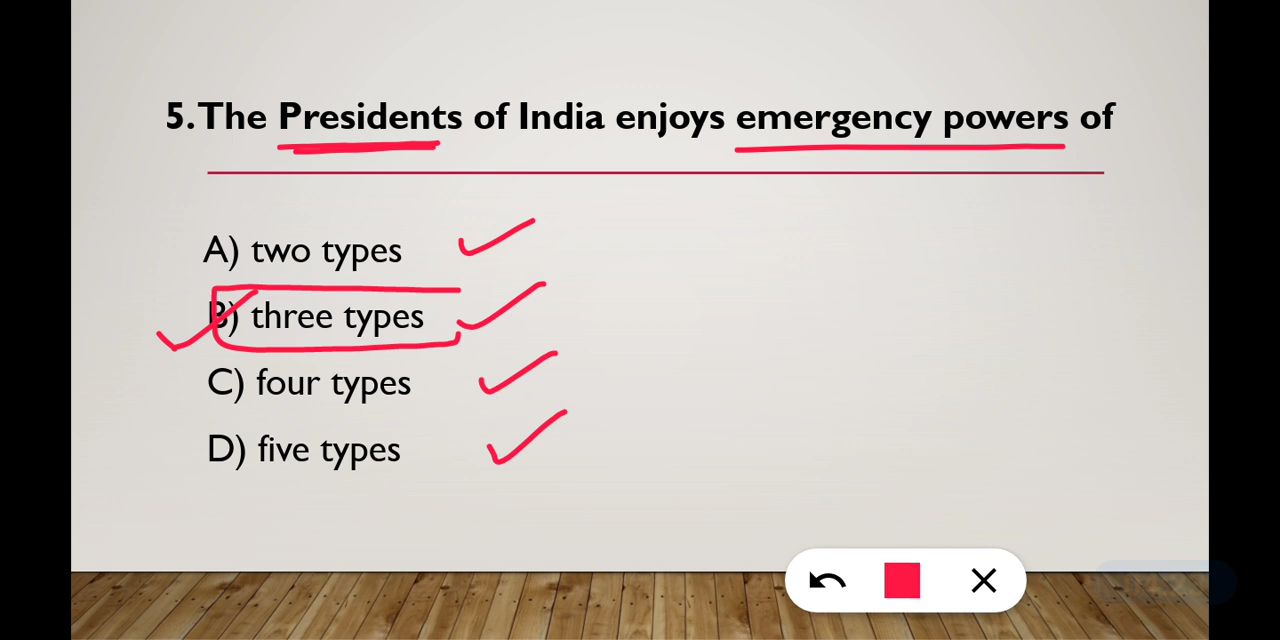 5. The Presidents of India enjoys emergency powers of
A) two types
B) three types
C) four types
D) five types